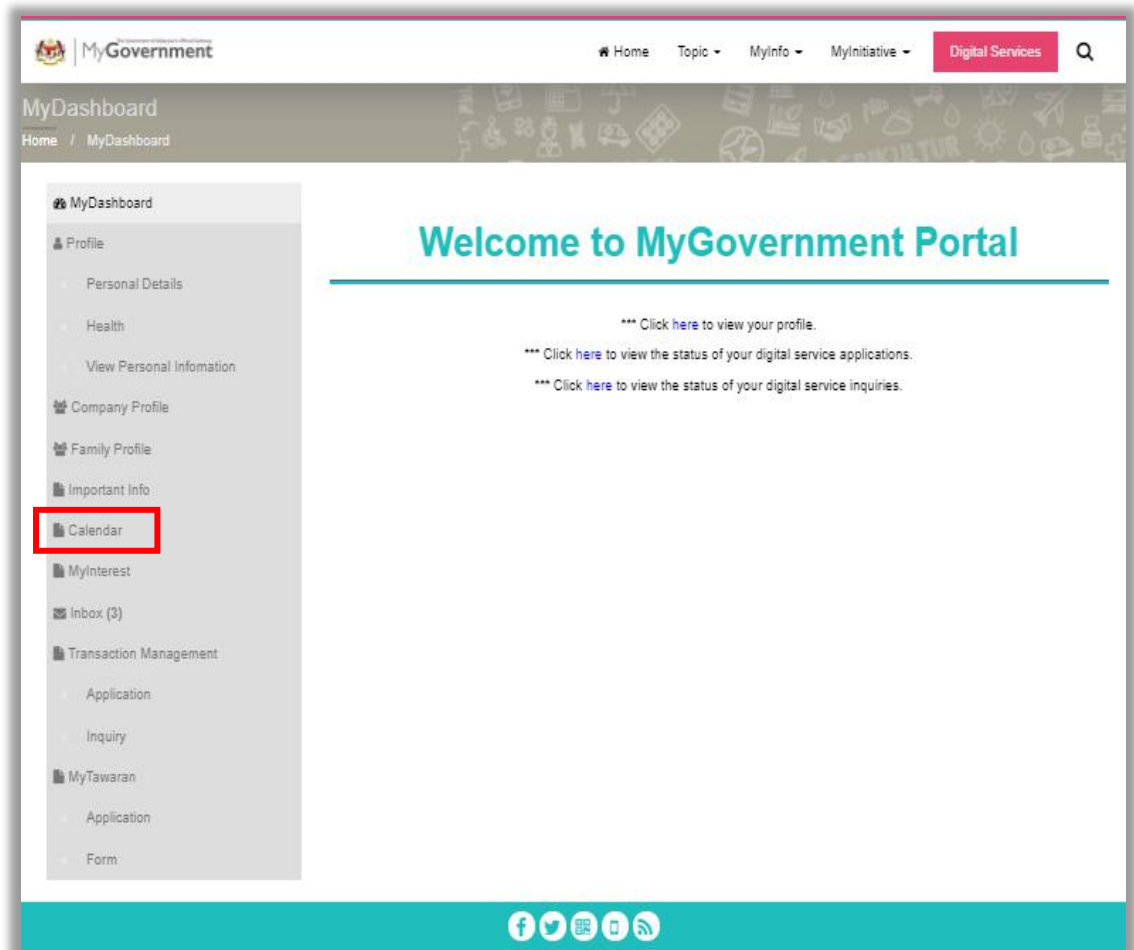 MyGovernment
Home Topic MyInfo MyInitiative Digital Services
MyDashboard
Home / MyDashboard
MyDashboard
Profile
Personal Details
Health
View Personal Infomation
Company Profile
Family Profile
Important Info
Calendar
MyInterest
Inbox (3)
Transaction Management
Application
Inquiry
MyTawaran
Application
Form
Welcome to MyGovernment Portal
*** Click here to view your profile.
*** Click here to view the status of your digital service applications.
*** Click here to view the status of your digital service inquiries.